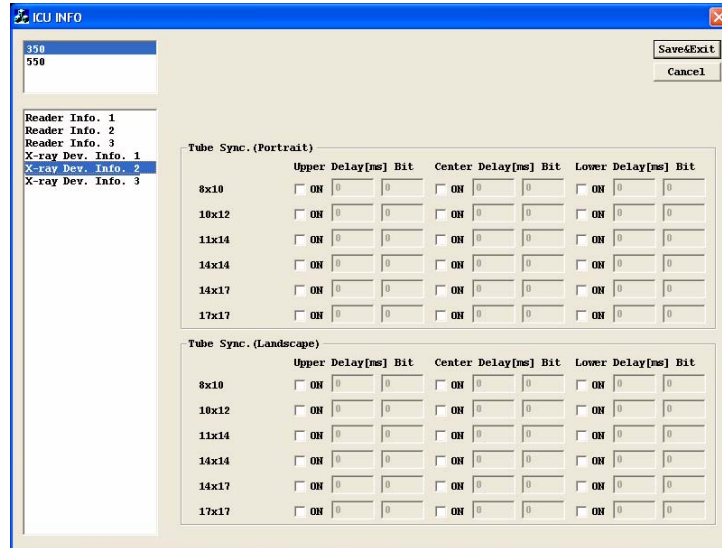 ICU INFO
350
550
Save&Exit
Cancel
Reader Info. 1
Reader Info. 2
Reader Info. 3
X-ray Dev. Info. 1
X-ray Dev. Info. 2
X-ray Dev. Info. 3
Tube Sync.(Portrait)
Upper Delay[ms] Bit Center Delay[ms] Bit Lower Delay[ms] Bit
8x10 ON 0 0 ON 0 0 ON 0 0
10x12 ON 0 0 ON 0 0 ON 0 0
11x14 ON 0 0 ON 0 0 ON 0 0
14x14 ON 0 0 ON 0 0 ON 0 0
14x17 ON 0 0 ON 0 0 ON 0 0
17x17 ON 0 0 ON 0 0 ON 0 0
Tube Sync.(Landscape)
Upper Delay[ms] Bit Center Delay[ms] Bit Lower Delay[ms] Bit
8x10 ON 0 0 ON 0 0 ON 0 0
10x12 ON 0 0 ON 0 0 ON 0 0
11x14 ON 0 0 ON 0 0 ON 0 0
14x14 ON 0 0 ON 0 0 ON 0 0
14x17 ON 0 0 ON 0 0 ON 0 0
17x17 ON 0 0 ON 0 0 ON 0 0